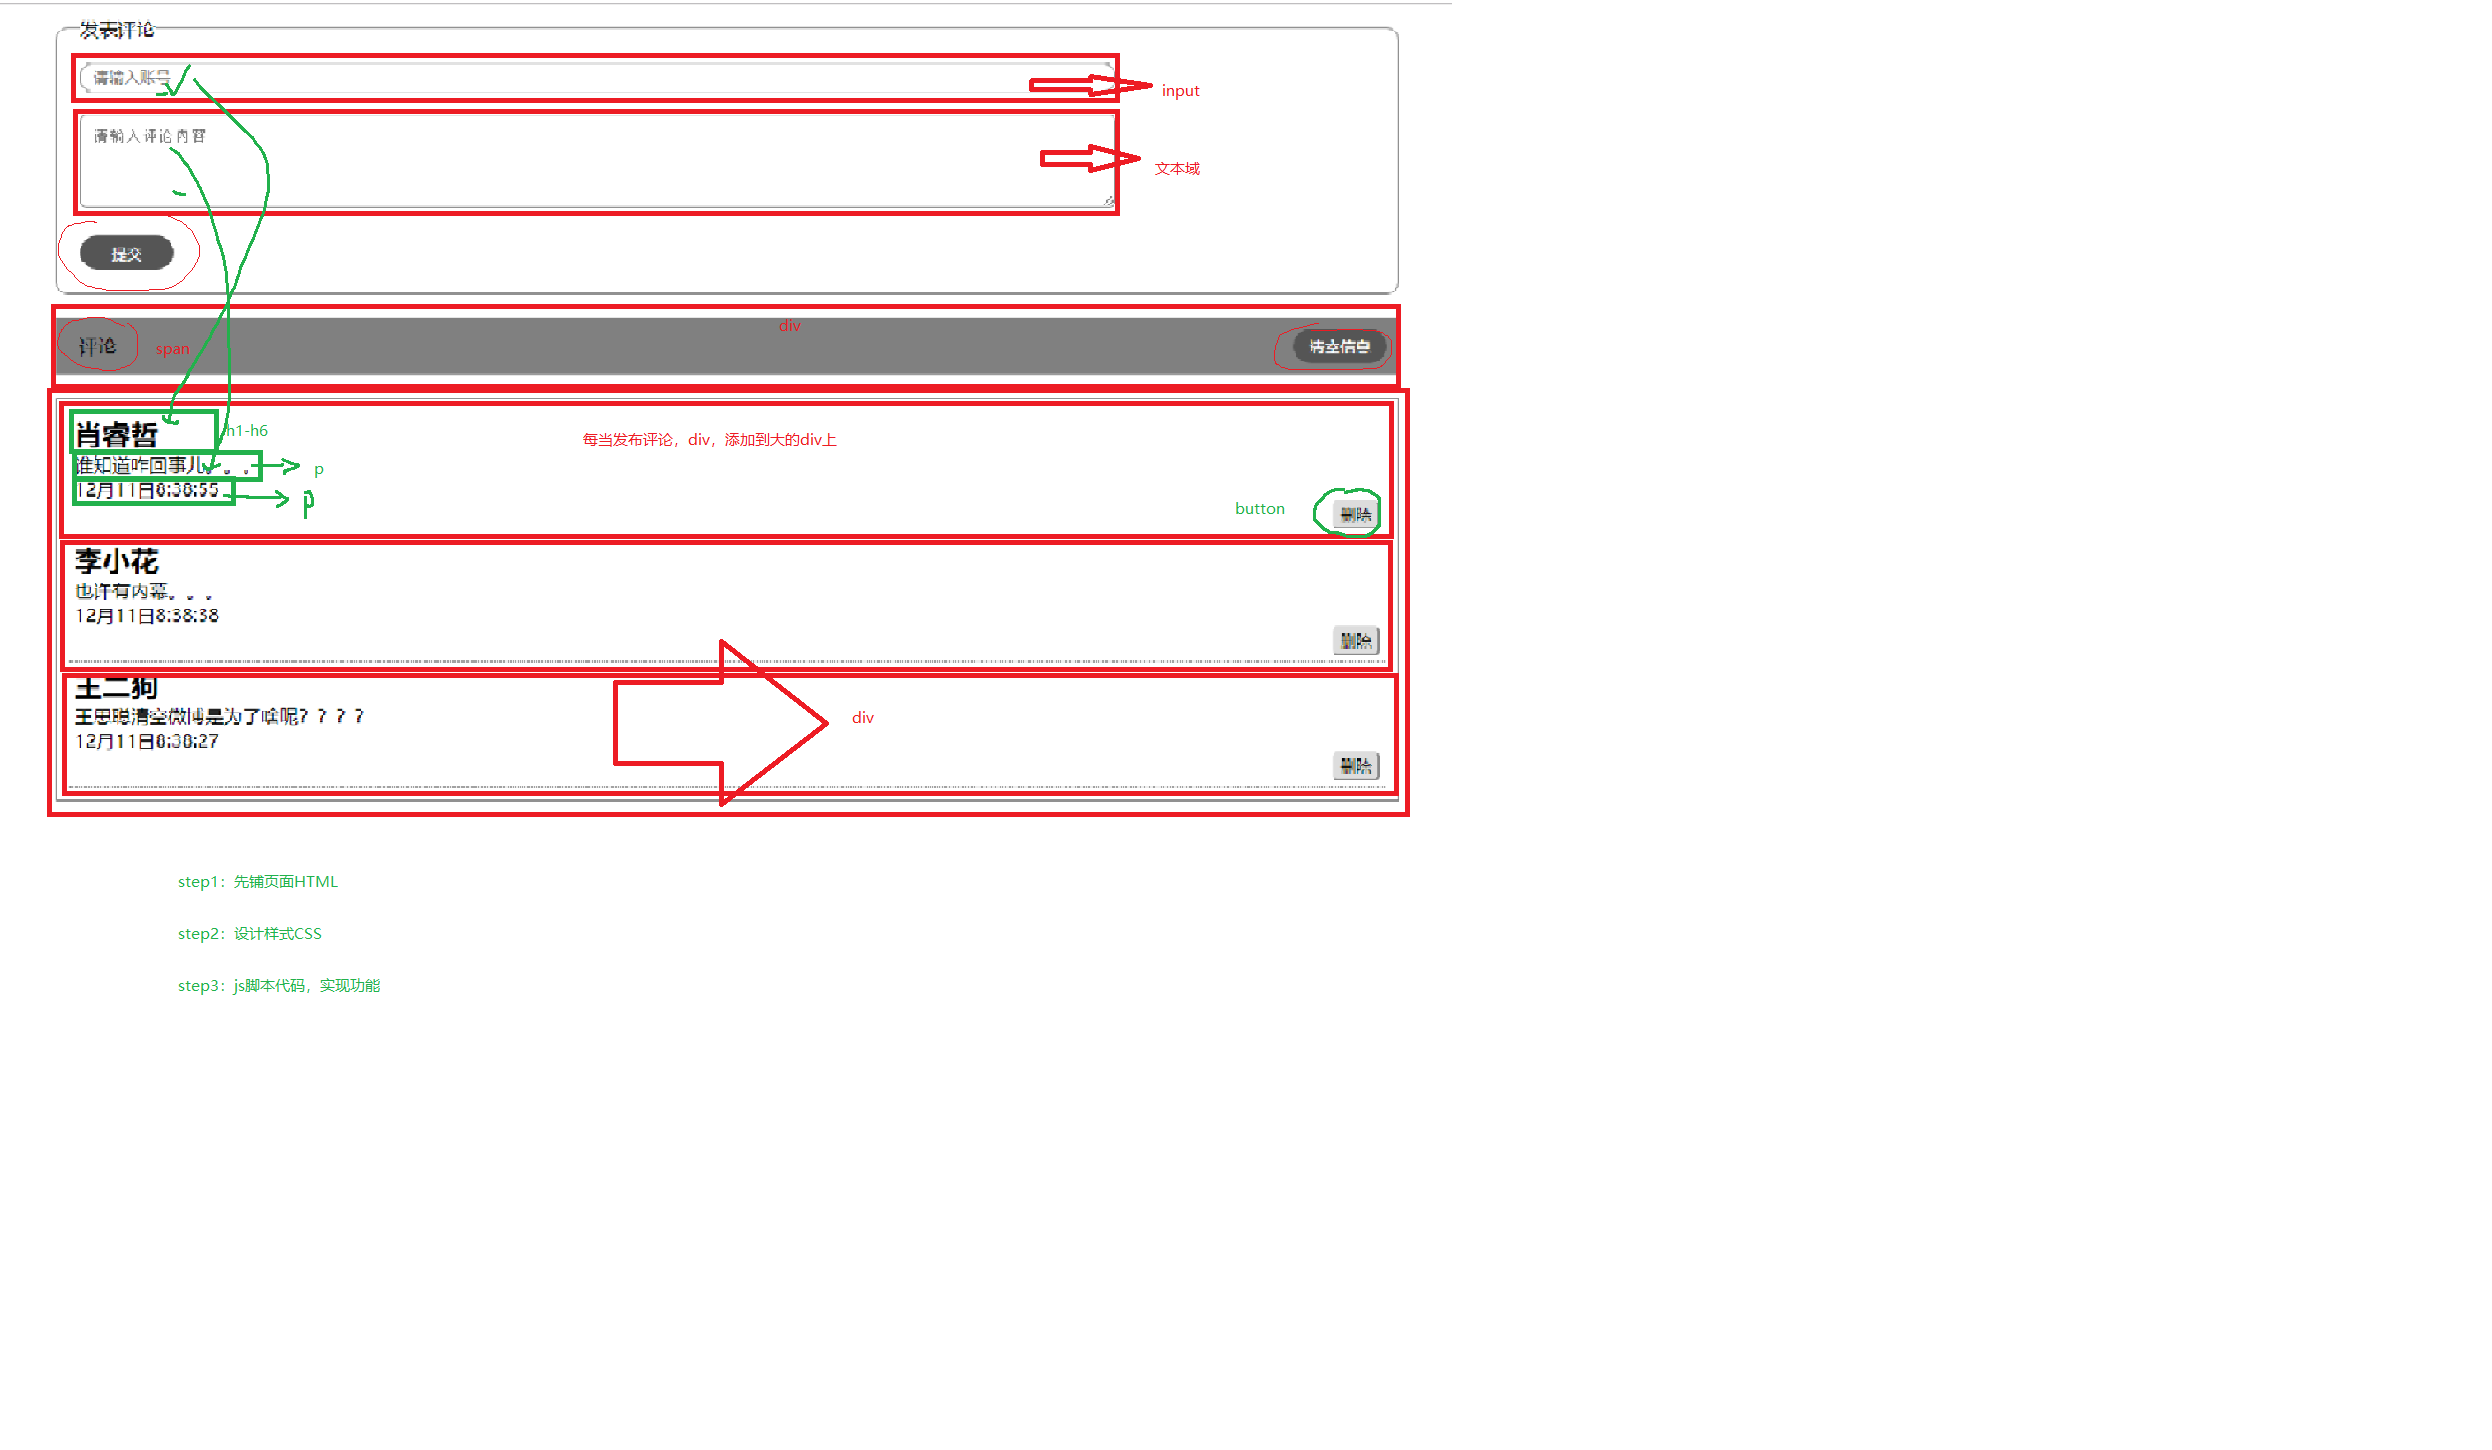 发表评论
请输入账号
input
请输入评论内容
文本域
提交
div
评论
span
清空信息
肖睿哲
h1-h6
每当发布评论，div，添加到大的div上
谁知道咋回事儿。。。
p
12月11日8:38:55
p
button
删除
李小花
也许有内幕。。。
12月11日8:38:38
删除
王二狗
王思聪清空微博是为了啥呢？？？？
div
12月11日8:38:27
删除
step1：先铺页面HTML
step2：设计样式CSS
step3：js脚本代码，实现功能